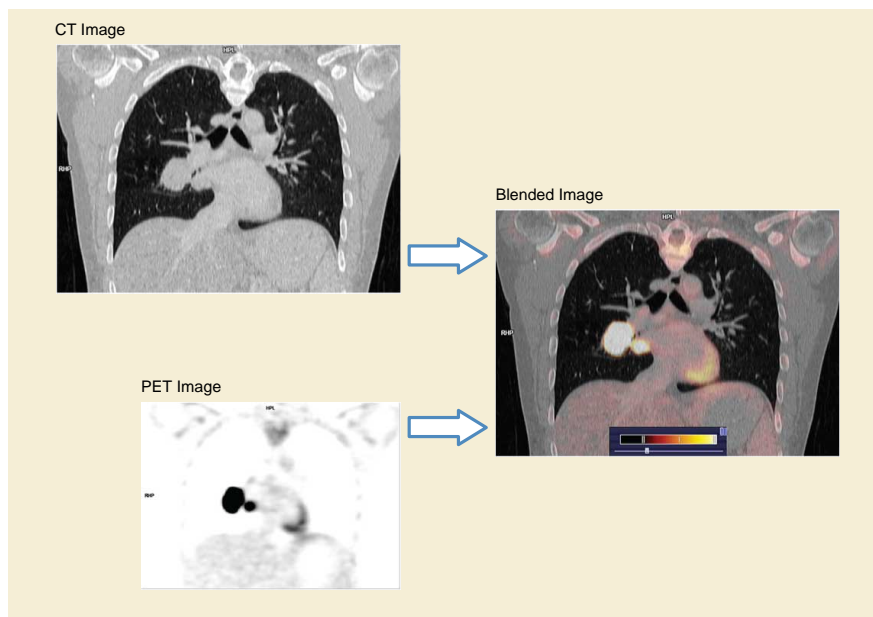 CT Image
HPL
RHP
Blended Image
HPL
RHP
PET Image
HPL
RHP